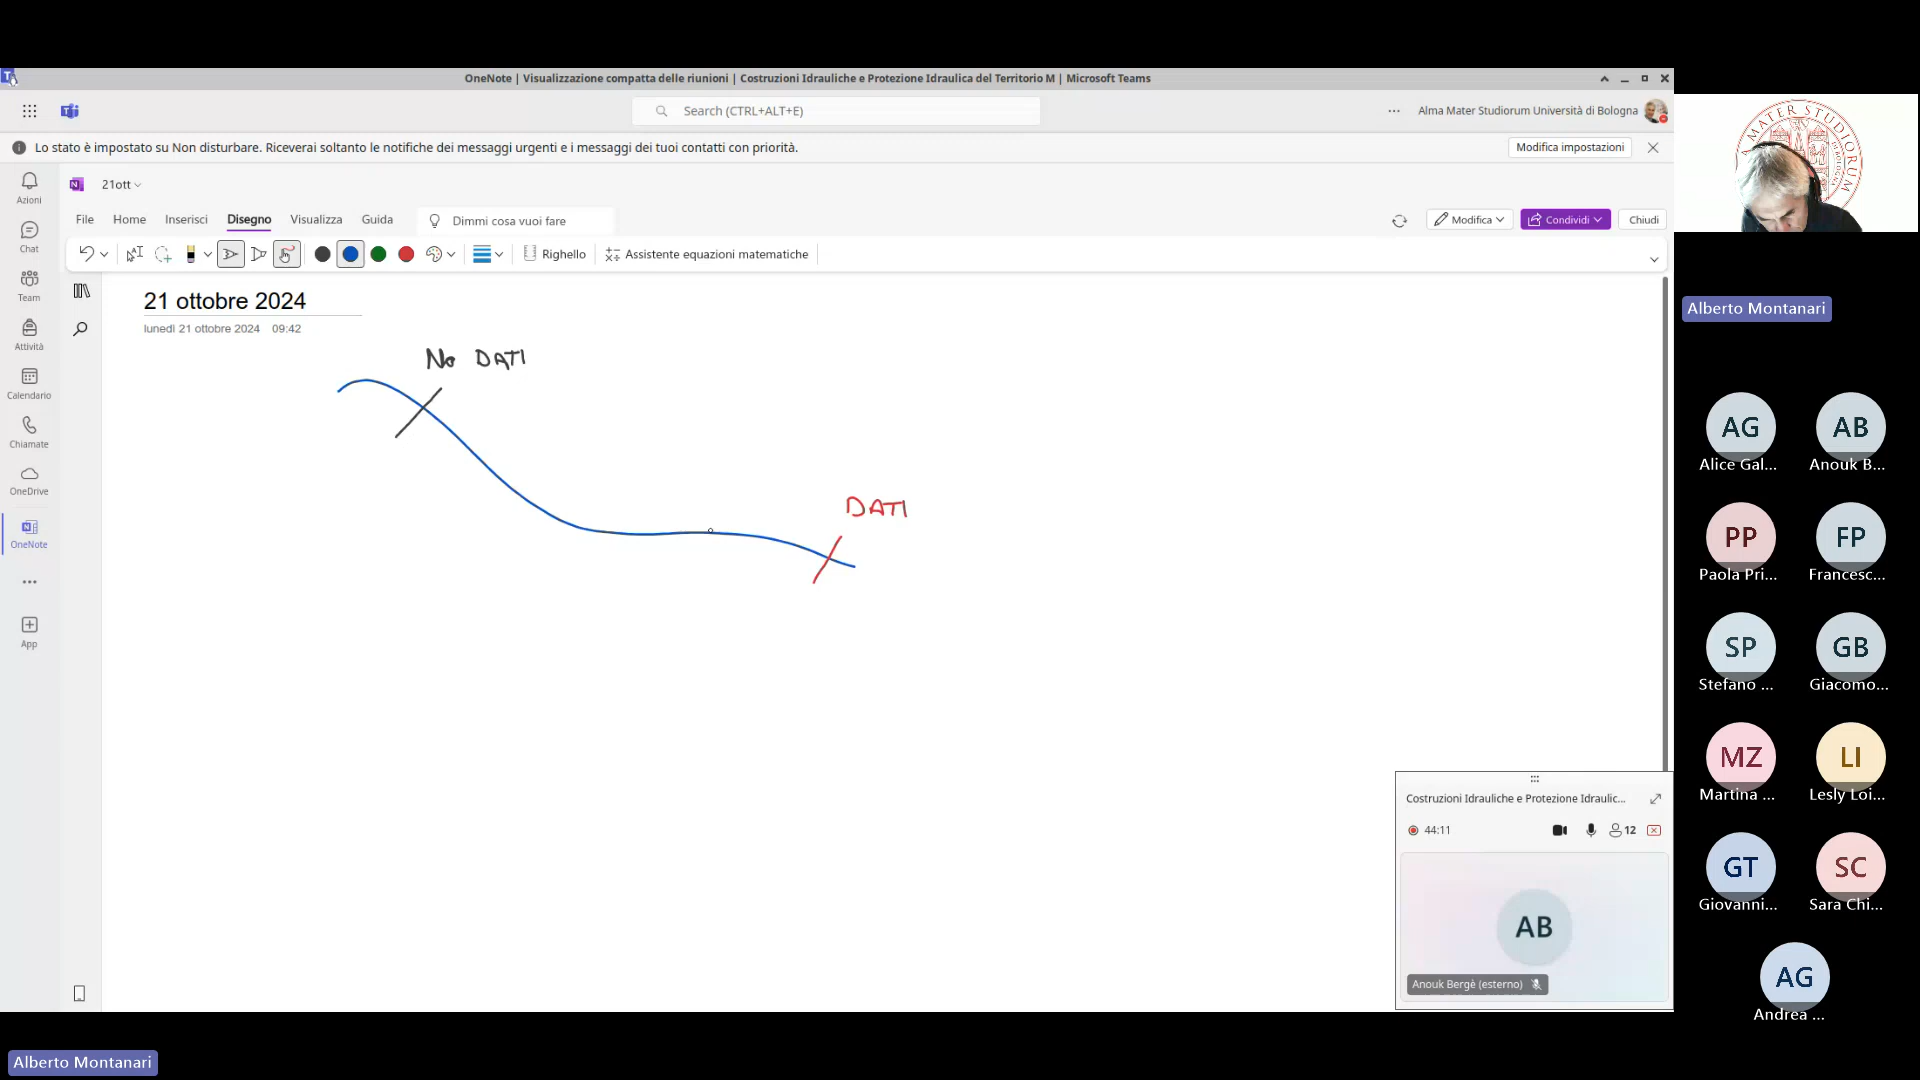 OneNote | Visualizzazione compatta delle riunioni | Costruzioni Idrauliche e Protezione Idraulica del Territorio M | Microsoft Teams
Search (CTRL+ALT+E)
Alma Mater Studiorum Università di Bologna
Lo stato è impostato su Non disturbare. Riceverai soltanto le notifiche dei messaggi urgenti e i messaggi dei tuoi contatti con priorità.
Modifica impostazioni
Azioni
Chat
Team
Attività
Calendario
Chiamate
OneDrive
OneNote
App
21ott
File Home Inserisci Disegno Visualizza Guida Dimmi cosa vuoi fare
Modifica Condividi Chiudi
Righello Assistente equazioni matematiche
21 ottobre 2024
lunedì 21 ottobre 2024 09:42
No DATI
DATI
Costruzioni Idrauliche e Protezione Idraulic...
44:11
12
AB
Anouk Bergè (esterno)
MATER STUDIORUM
Alberto Montanari
AG
Alice Gal...
AB
Anouk B...
PP
Paola Pri...
FP
Francesc...
SP
Stefano ...
GB
Giacomo...
MZ
Martina ...
LI
Lesly Loi...
GT
Giovanni...
SC
Sara Chi...
AG
Andrea ...
Alberto Montanari